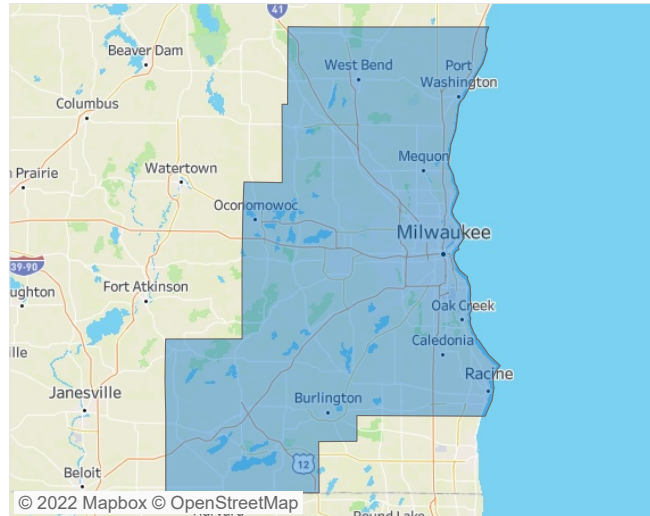 41
Beaver Dam
West Bend
Port
Washington
Columbus
Mequon
Prairie
Watertown
Oconomowoc
Milwaukee
39-90
ughton
Fort Atkinson
Oak Creek
lle
Caledonia
Racine
Janesville
Burlington
Beloit
12
© 2022 Mapbox © OpenStreetMap
Harvard
Round Lake